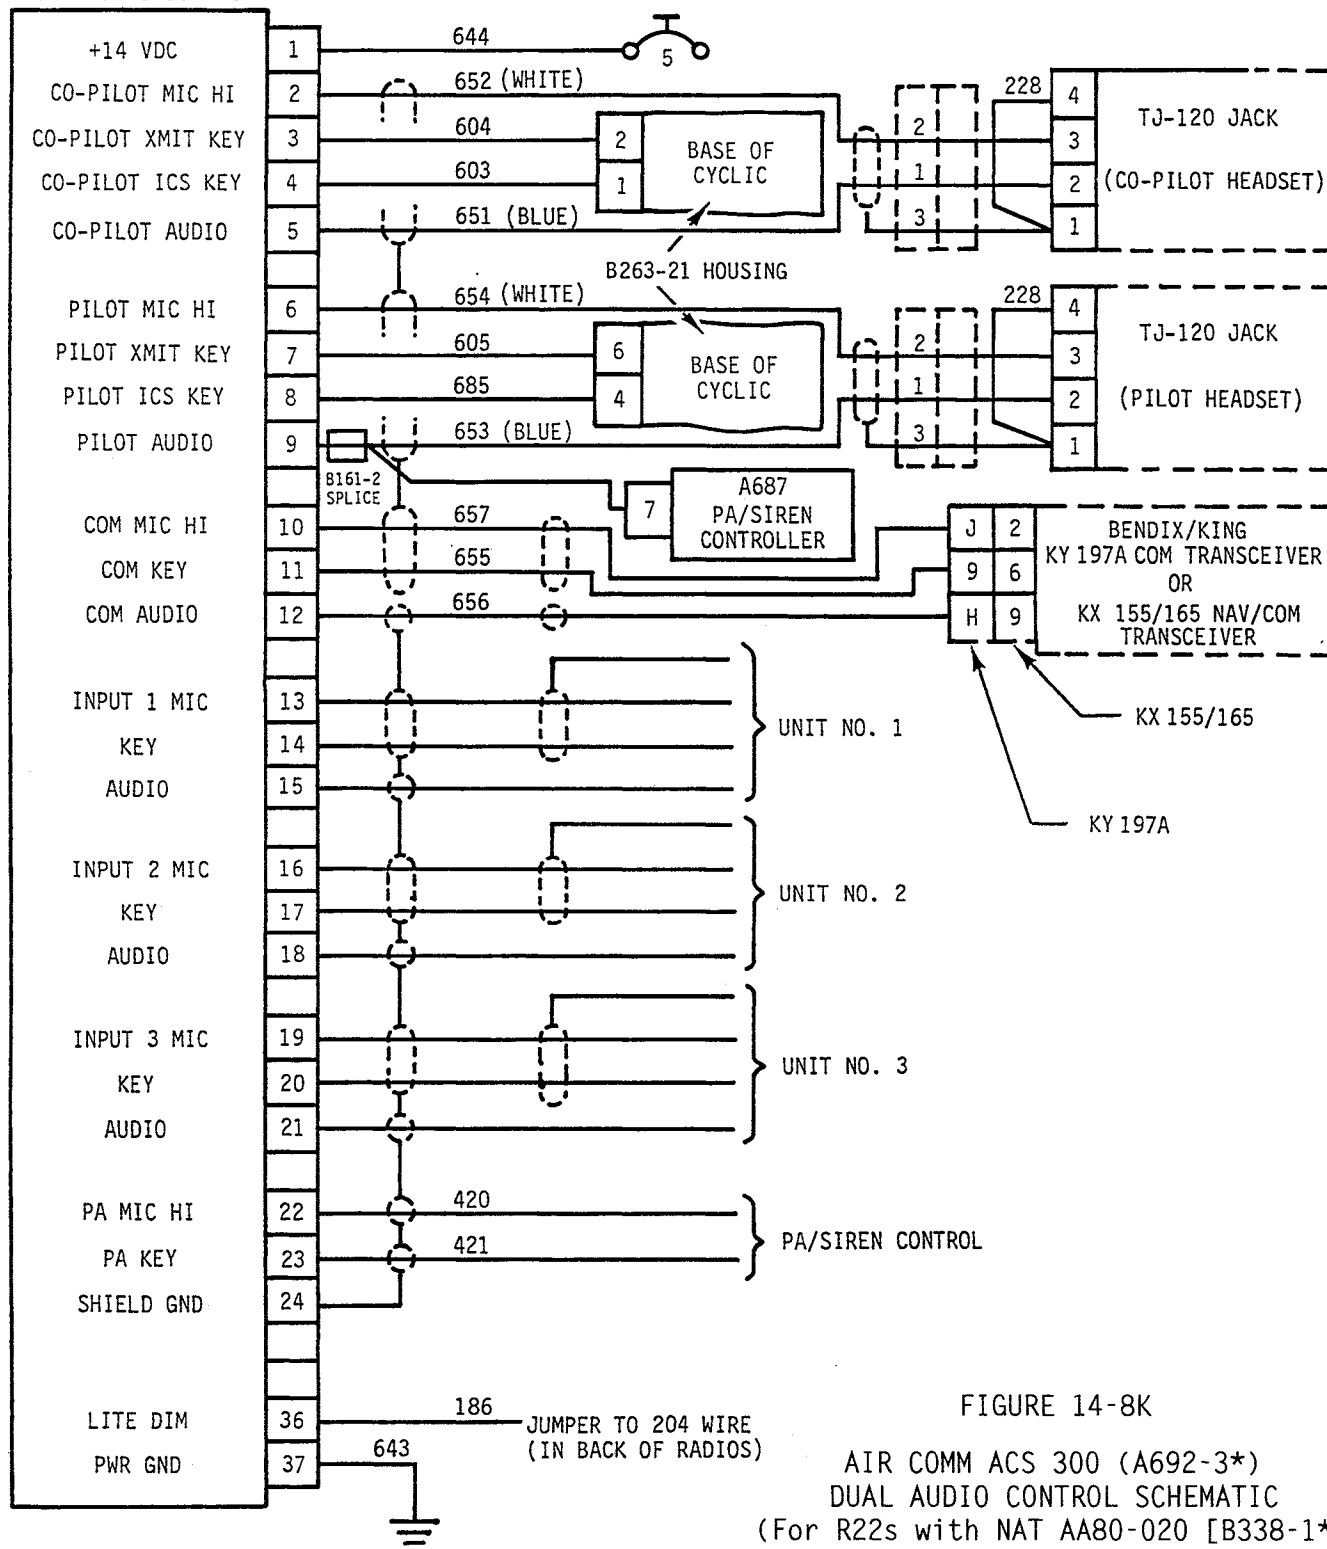 +14 VDC 1 644 5
CO-PILOT MIC HI 2 652 (WHITE)
CO-PILOT XMIT KEY 3 604 2
CO-PILOT ICS KEY 4 603 1
BASE OF
CYCLIC
CO-PILOT AUDIO 5 651 (BLUE)
2
1
3
228 4
3
2
1
TJ-120 JACK
(CO-PILOT HEADSET)
B263-21 HOUSING
PILOT MIC HI 6 654 (WHITE)
PILOT XMIT KEY 7 605 6
PILOT ICS KEY 8 685 4
BASE OF
CYCLIC
PILOT AUDIO 9 653 (BLUE)
2
1
3
228 4
3
2
1
TJ-120 JACK
(PILOT HEADSET)
B161-2
SPLICE
7
A687
PA/SIREN
CONTROLLER
COM MIC HI 10 657
COM KEY 11 655
COM AUDIO 12 656
J 2
9 6
H 9
BENDIX/KING
KY 197A COM TRANSCEIVER
OR
KX 155/165 NAV/COM
TRANSCEIVER
KX 155/165
KY 197A
INPUT 1 MIC 13
KEY 14
AUDIO 15
UNIT NO. 1
INPUT 2 MIC 16
KEY 17
AUDIO 18
UNIT NO. 2
INPUT 3 MIC 19
KEY 20
AUDIO 21
UNIT NO. 3
PA MIC HI 22 420
PA KEY 23 421
PA/SIREN CONTROL
SHIELD GND 24
LITE DIM 36 186
JUMPER TO 204 WIRE
(IN BACK OF RADIOS)
PWR GND 37 643
FIGURE 14-8K
AIR COMM ACS 300 (A692-3*)
DUAL AUDIO CONTROL SCHEMATIC
(For R22s with NAT AA80-020 [B338-1*